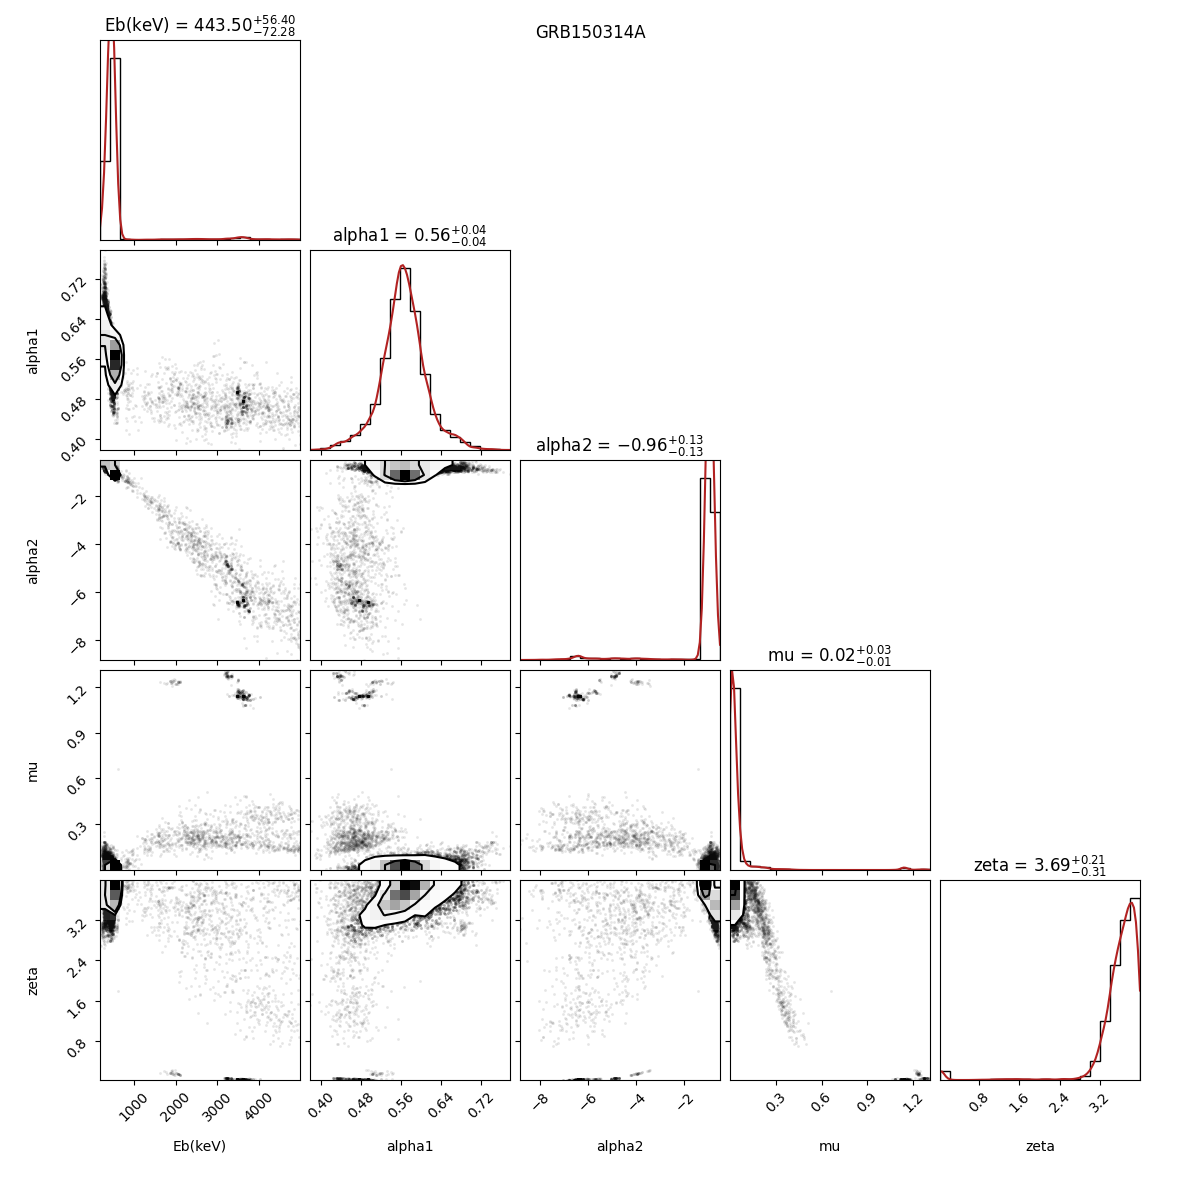 Eb(keV) = 443.50+56.40−72.28
GRB150314A
alpha1 = 0.56+0.04−0.04
0.72
0.64
0.56
0.48
0.40
alpha1
alpha2 = −0.96+0.13−0.13
−2
−4
−6
−8
alpha2
mu = 0.02+0.03−0.01
1.2
0.9
0.6
0.3
mu
zeta = 3.69+0.21−0.31
3.2
2.4
1.6
0.8
zeta
1000 2000 3000 4000 0.40 0.48 0.56 0.64 0.72 −8 −6 −4 −2 0.3 0.6 0.9 1.2 0.8 1.6 2.4 3.2
Eb(keV) alpha1 alpha2 mu zeta